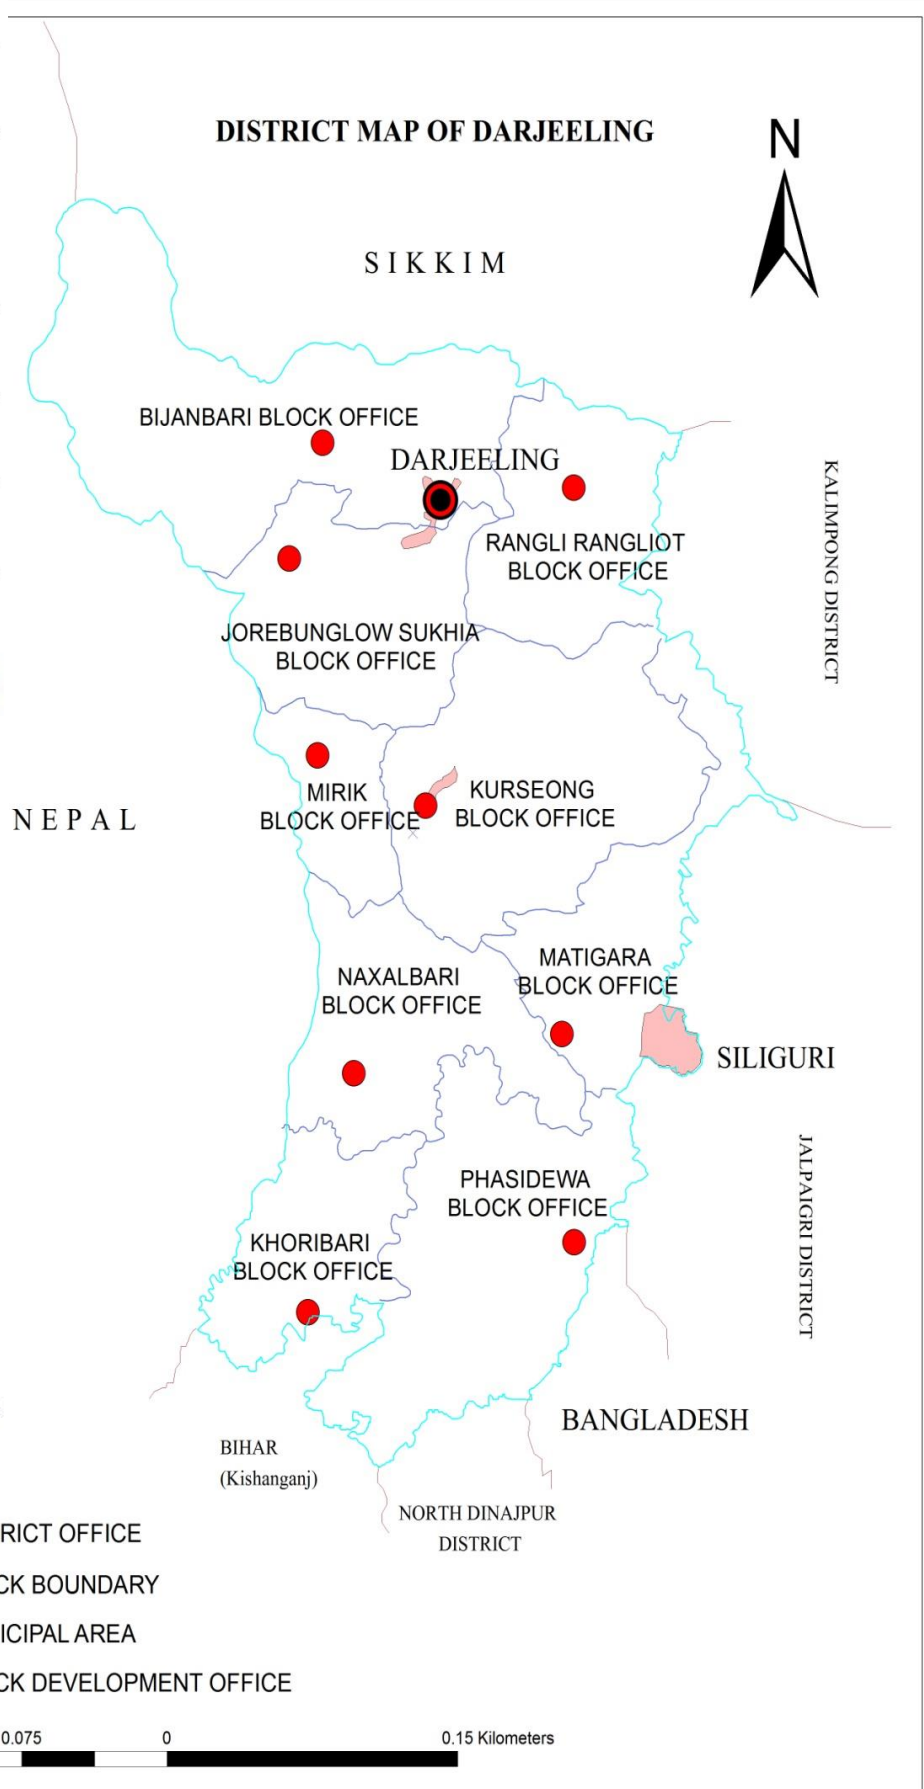 DISTRICT MAP OF DARJEELING
N
SIKKIM
BIJANBARI BLOCK OFFICE
DARJEELING
KALIMPONG DISTRICT
RANGLI RANGLIOT
BLOCK OFFICE
JOREBUNGLOW SUKHIA
BLOCK OFFICE
MIRIK
BLOCK OFFICE
KURSEONG
BLOCK OFFICE
NEPAL
MATIGARA
BLOCK OFFICE
NAXALBARI
BLOCK OFFICE
SILIGURI
JALPAIGRI DISTRICT
PHASIDEWA
BLOCK OFFICE
KHORIBARI
BLOCK OFFICE
BANGLADESH
BIHAR
(Kishanganj)
NORTH DINAJPUR
DISTRICT
RICT OFFICE
CK BOUNDARY
ICIPAL AREA
CK DEVELOPMENT OFFICE
0.075 0 0.15 Kilometers